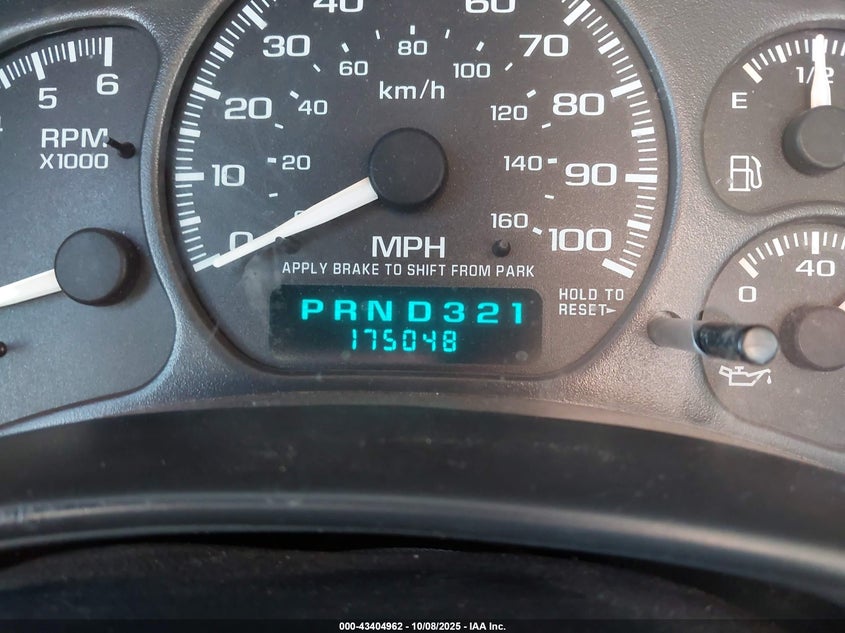 40 60
30 80 70
60 100
5 6 km/h 1/2
20 40 120 80 E
RPM
X1000
10 20 140 90
0 160 100
MPH
APPLY BRAKE TO SHIFT FROM PARK
0 40
HOLD TO
RESET
PRND321
175048
000-43404962 - 10/08/2025 - IAA Inc.